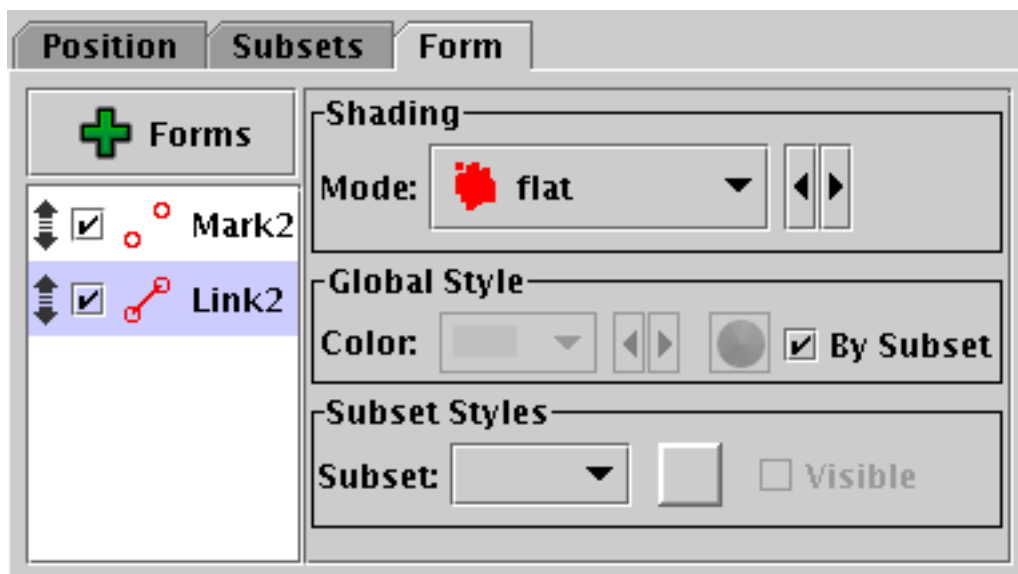 Position Subsets Form
Forms
Mark2
Link2
Shading
Mode: flat
Global Style
Color: By Subset
Subset Styles
Subset: Visible